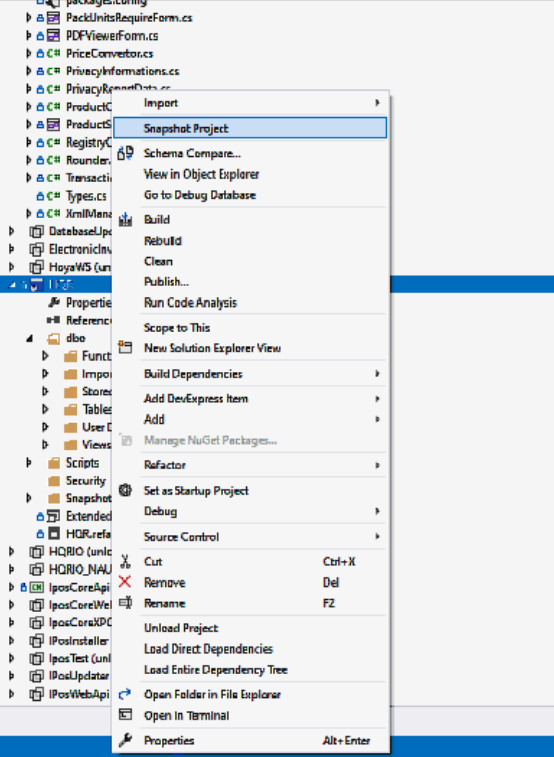 packages.config
PackUnitsRequireForm.cs
PDFViewerForm.cs
C# PriceConvertor.cs
C# PrivacyInformations.cs
C# PrivacyReportData.cs
C# ProductC
ProductS
C# RegistryC
C# Rounder.
C# Transacti
C# Types.cs
C# XmlMana
DatabaseUpd
ElectronicInv
HoyaWS (un
Propertie
Referenc
dbo
Funct
Impor
Stored
Tables
User D
Views
Scripts
Security
Snapshot
Extended
HQR.refa
HQRIO (unlo
HQRIO_NAU
IposCoreApi
IposCoreWel
IposCoreXPO
IPosInstaller
IposTest (unl
IPosUpdater
IPosWebApi
Import
Snapshot Project
Schema Compare...
View in Object Explorer
Go to Debug Database
Build
Rebuild
Clean
Publish...
Run Code Analysis
Scope to This
New Solution Explorer View
Build Dependencies
Add DevExpress Item
Add
Manage NuGet Packages...
Refactor
Set as Startup Project
Debug
Source Control
Cut Ctrl+X
Remove Del
Rename F2
Unload Project
Load Direct Dependencies
Load Entire Dependency Tree
Open Folder in File Explorer
Open in Terminal
Properties Alt+Enter